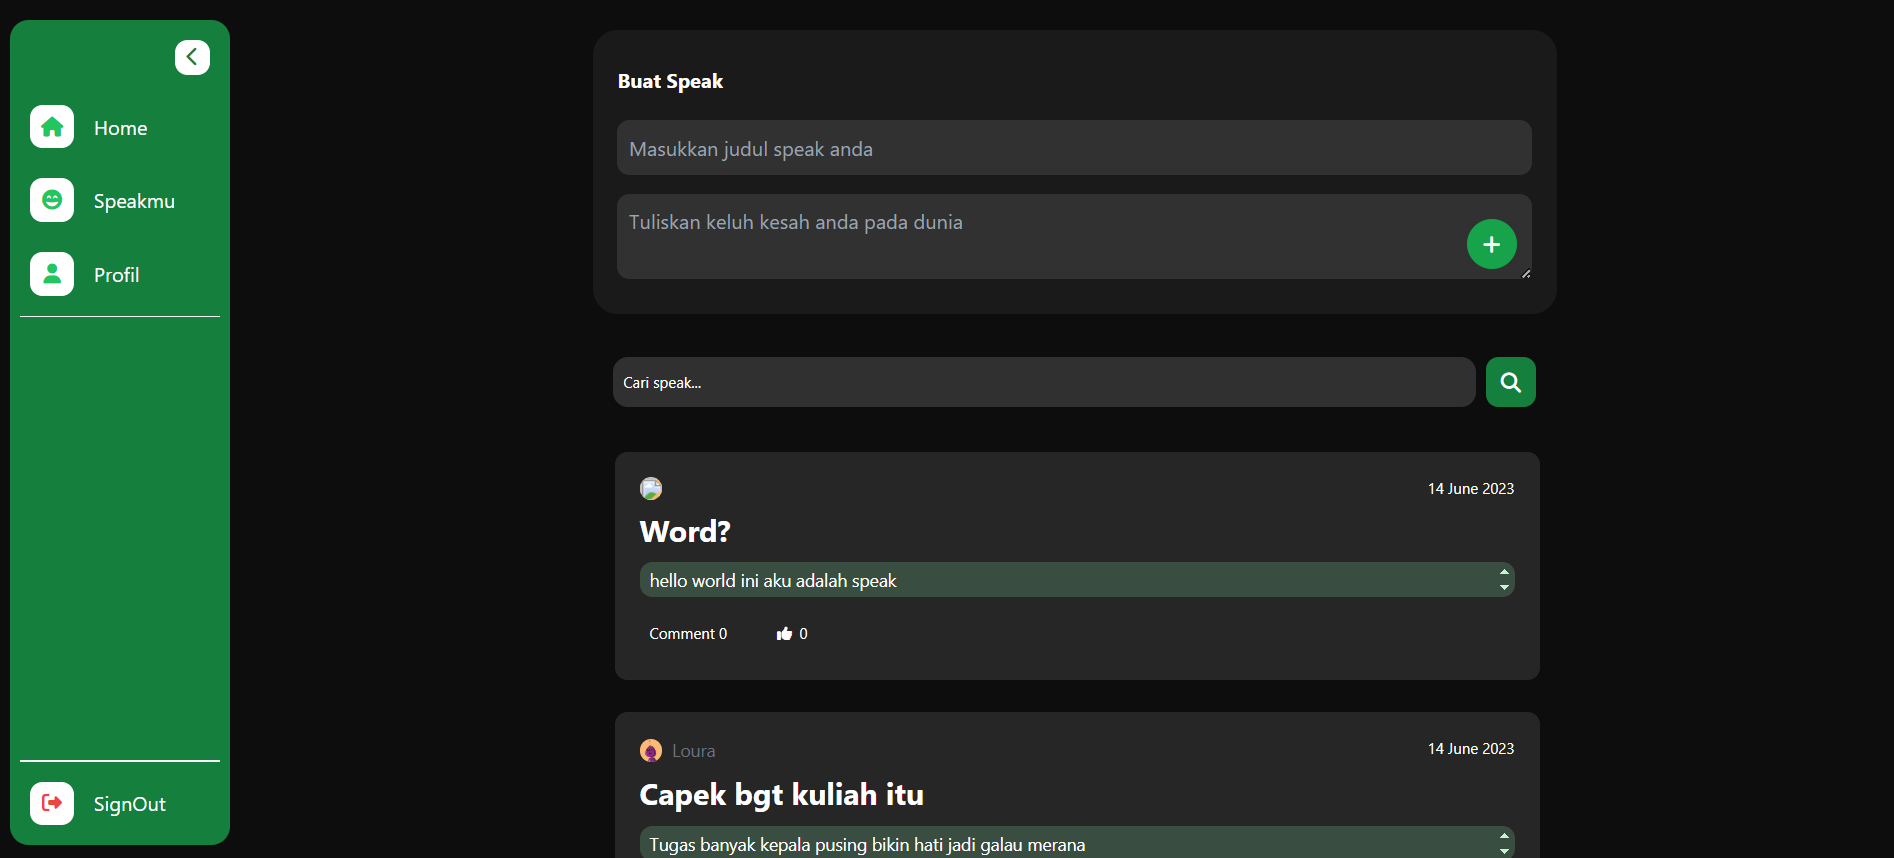 Home
Speakmu
Profil
SignOut
Buat Speak
Masukkan judul speak anda
Tuliskan keluh kesah anda pada dunia
Cari speak...
14 June 2023
Word?
hello world ini aku adalah speak
Comment 0 0
Loura 14 June 2023
Capek bgt kuliah itu
Tugas banyak kepala pusing bikin hati jadi galau merana